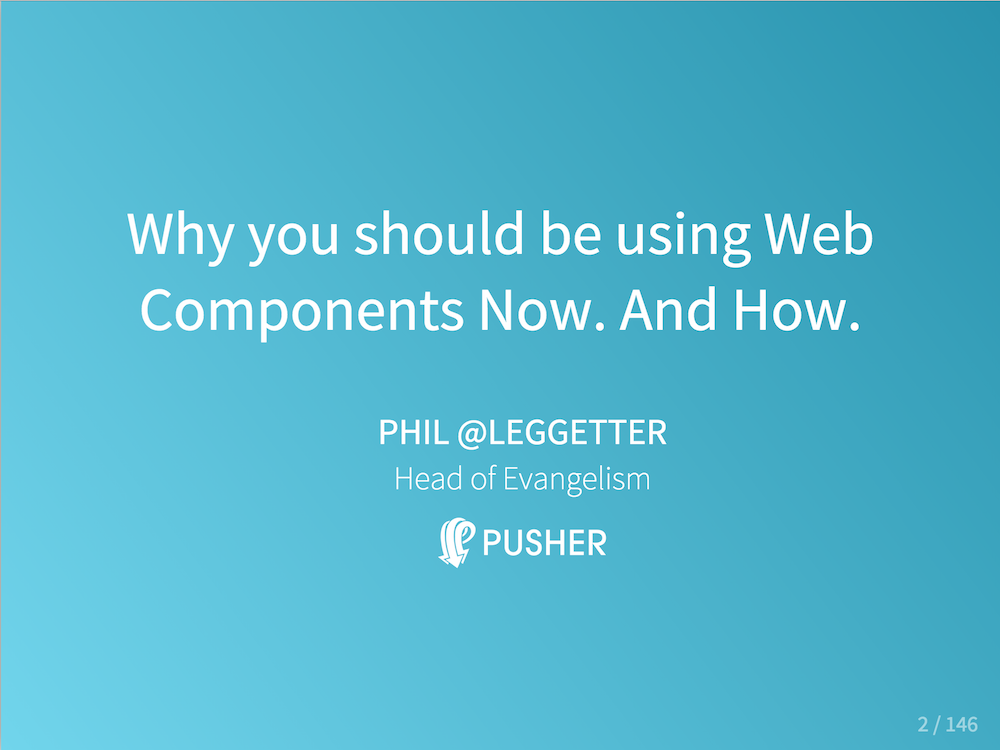 Why you should be using Web
Components Now. And How.
PHIL @LEGGETTER
Head of Evangelism
PUSHER
2 / 146